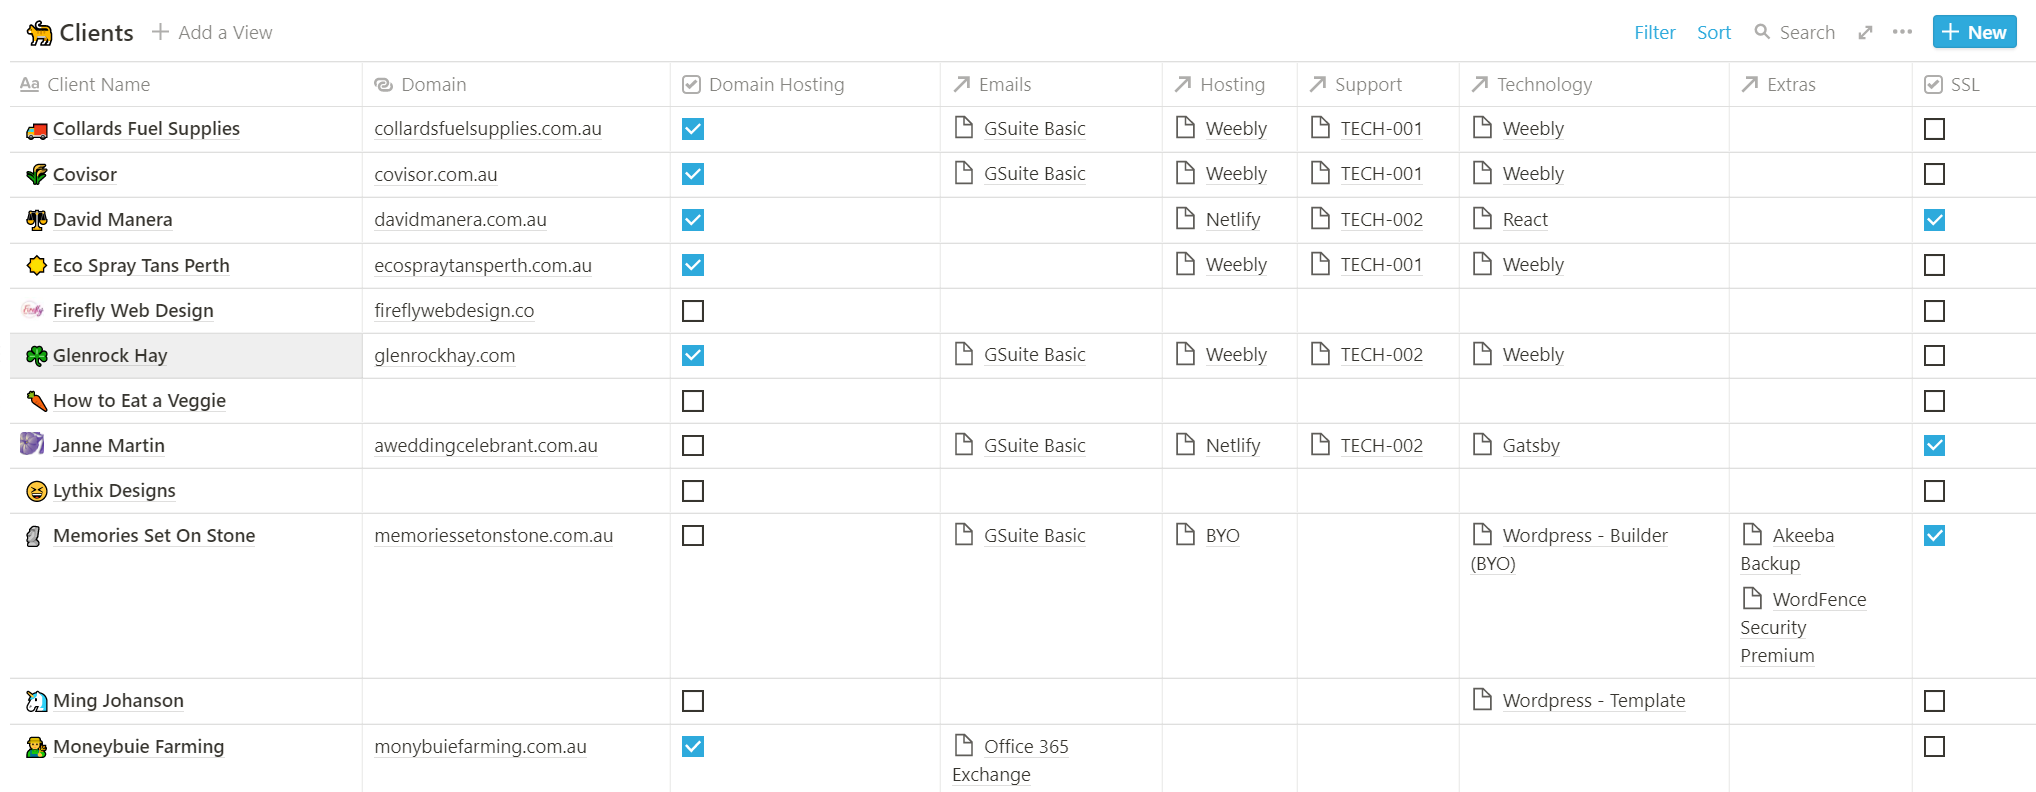 Clients + Add a View Filter Sort Search ••• + New
Aa Client Name Domain Domain Hosting Emails Hosting Support Technology Extras SSL
Collards Fuel Supplies collardsfuelsupplies.com.au GSuite Basic Weebly TECH-001 Weebly
Covisor covisor.com.au GSuite Basic Weebly TECH-001 Weebly
David Manera davidmanera.com.au Netlify TECH-002 React
Eco Spray Tans Perth ecospraytansperth.com.au Weebly TECH-001 Weebly
Firefly Firefly Web Design fireflywebdesign.co
Glenrock Hay glenrockhay.com GSuite Basic Weebly TECH-002 Weebly
How to Eat a Veggie
Janne Martin aweddingcelebrant.com.au GSuite Basic Netlify TECH-002 Gatsby
Lythix Designs
Memories Set On Stone memoriessetonstone.com.au GSuite Basic BYO Wordpress - Builder Akeeba
(BYO) Backup
WordFence
Security
Premium
Ming Johanson Wordpress - Template
Moneybuie Farming monybuiefarming.com.au Office 365
Exchange